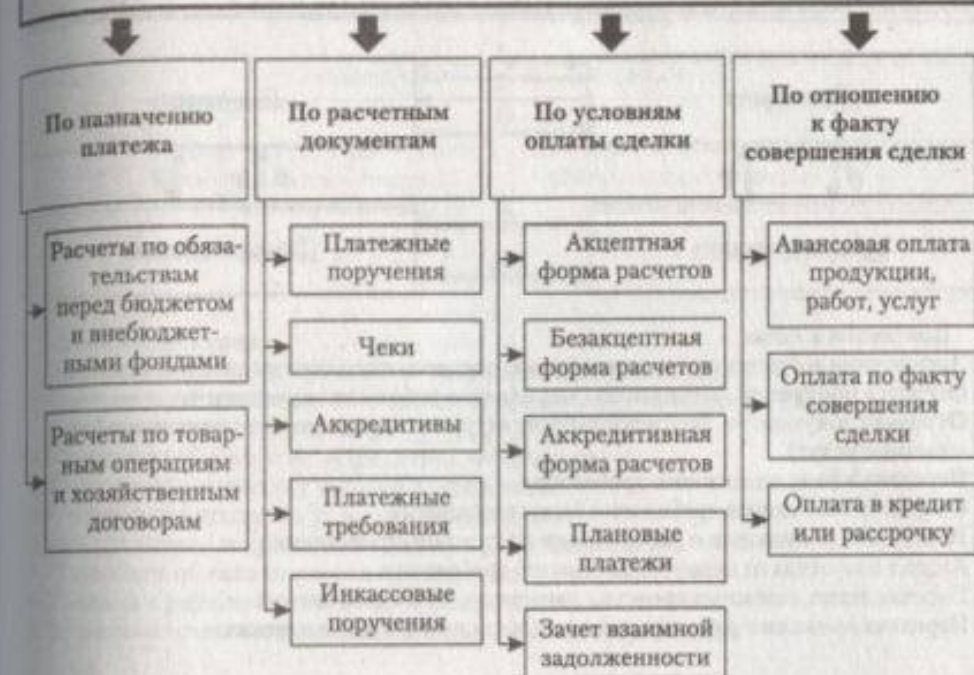 По назначению
платежа
Расчеты по обяза-
тельствам
перед бюджетом
и внебюджет-
ными фондами
Расчеты по товар-
ным операциям
и хозяйственным
договорам
По расчетным
документам
Платежные
поручения
Чеки
Аккредитивы
Платежные
требования
Инкассовые
поручения
По условиям
оплаты сделки
Акцептная
форма расчетов
Безакцептная
форма расчетов
Аккредитивная
форма расчетов
Плановые
платежи
Зачет взаимной
задолженности
По отношению
к факту
совершения сделки
Авансовая оплата
продукции,
работ, услуг
Оплата по факту
совершения
сделки
Оплата в кредит
или рассрочку